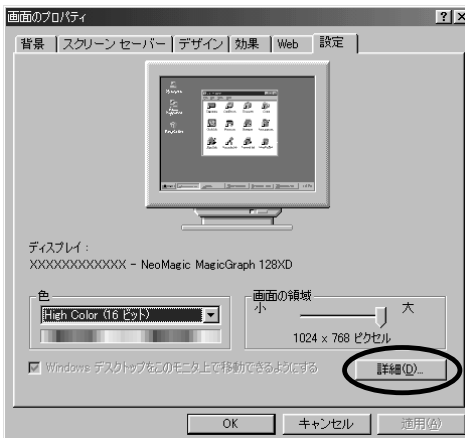 画面のプロパティ
背景 スクリーン セーバー デザイン 効果 Web 設定
ディスプレイ :
XXXXXXXXXXXX - NeoMagic MagicGraph 128XD
色
High Color (16 ビット)
画面の領域
小 大
1024 x 768 ピクセル
Windows デスクトップをこのモニタ上で移動できるようにする
詳細(D)...
OK キャンセル 適用(A)